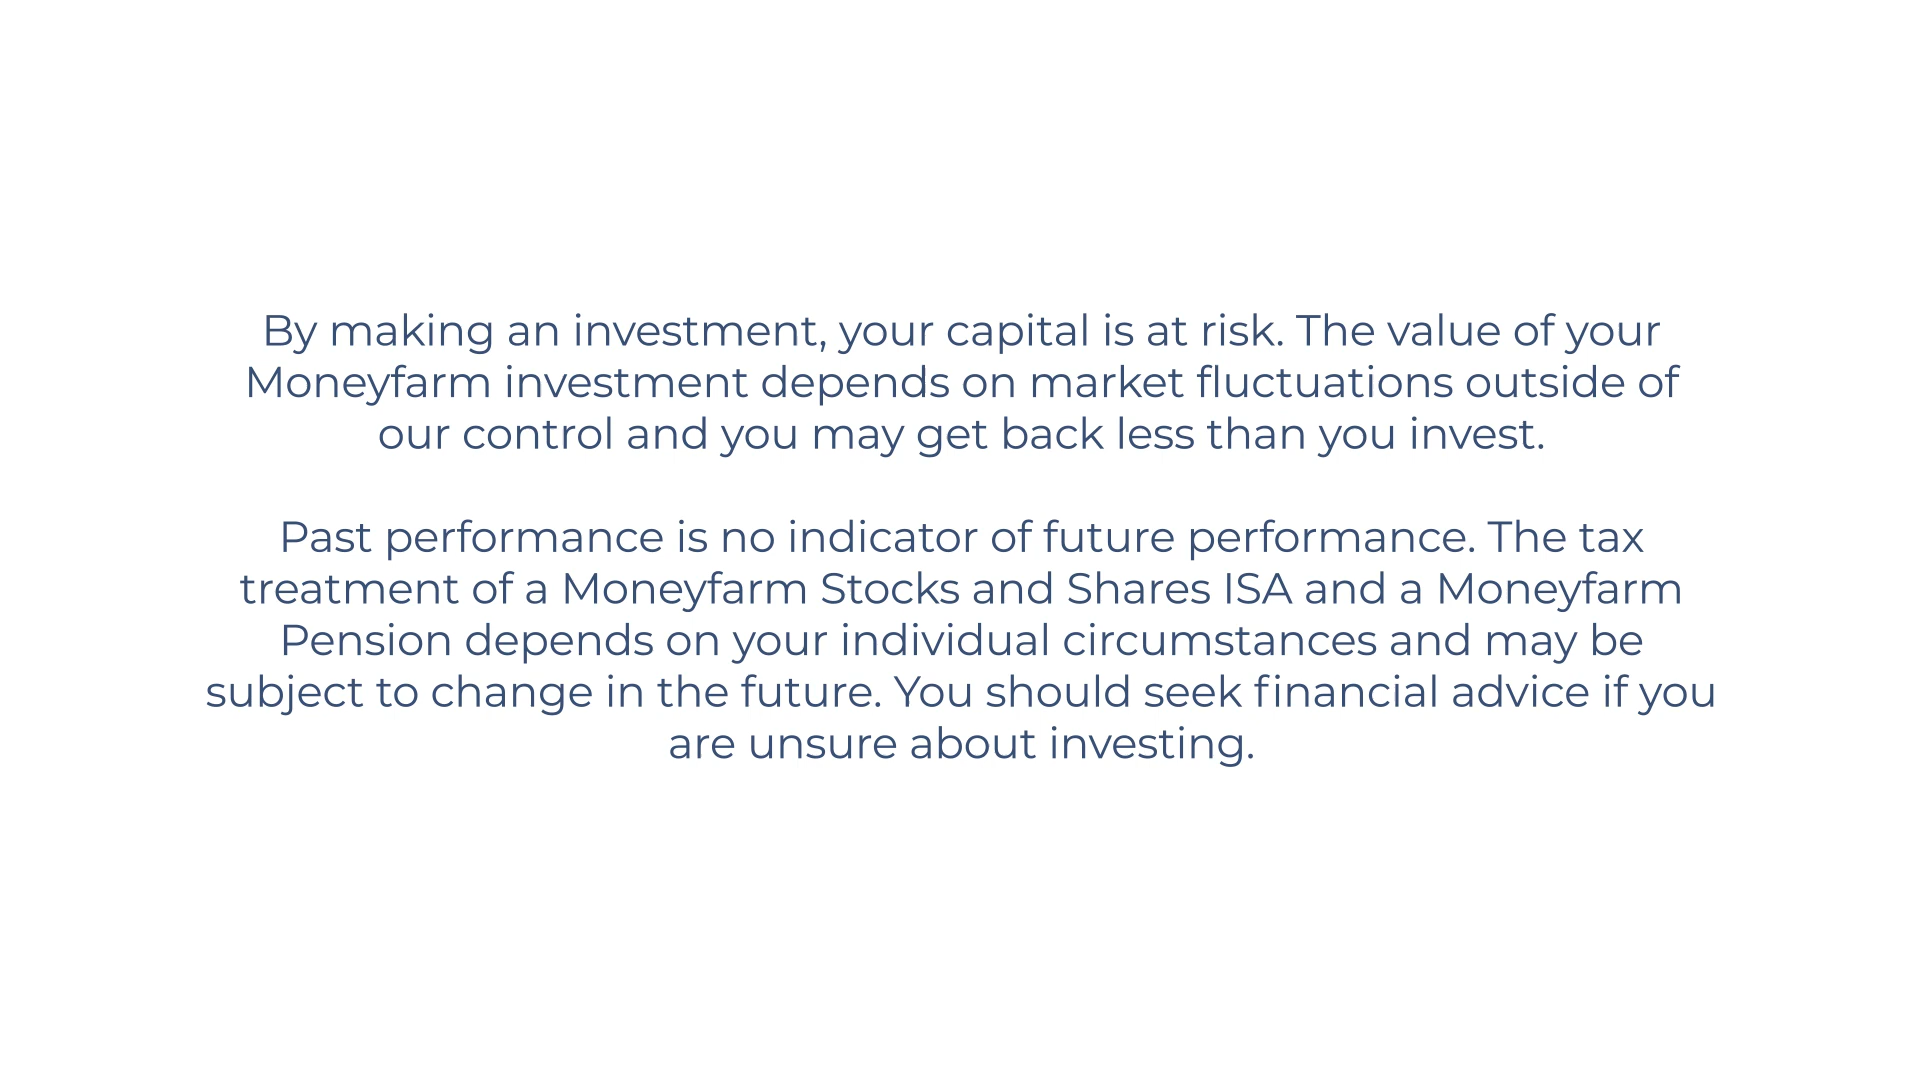 By making an investment, your capital is at risk. The value of your
Moneyfarm investment depends on market fluctuations outside of
our control and you may get back less than you invest.
Past performance is no indicator of future performance. The tax
treatment of a Moneyfarm Stocks and Shares ISA and a Moneyfarm
Pension depends on your individual circumstances and may be
subject to change in the future. You should seek financial advice if you
are unsure about investing.